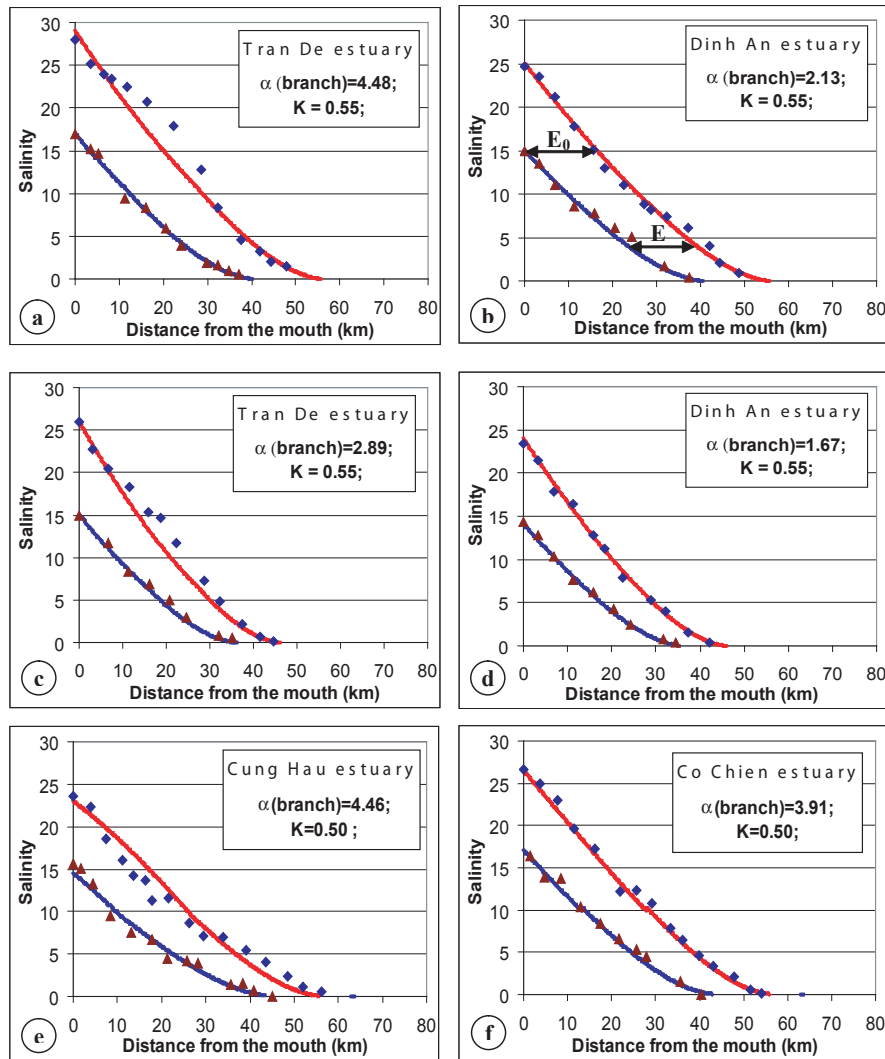 Tran De estuary
α (branch)=4.48;
K = 0.55;
Salinity
30
25
20
15
10
5
0
0 10 20 30 40 50 60 70 80
Distance from the mouth (km)
a
Dinh An estuary
α (branch)=2.13;
K = 0.55;
E0
E
Salinity
30
25
20
15
10
5
0
0 10 20 30 40 50 60 70 80
Distance from the mouth (km)
b
Tran De estuary
α (branch)=2.89;
K = 0.55;
Salinity
30
25
20
15
10
5
0
0 10 20 30 40 50 60 70 80
Distance from the mouth (km)
c
Dinh An estuary
α (branch)=1.67;
K = 0.55;
Salinity
30
25
20
15
10
5
0
0 10 20 30 40 50 60 70 80
Distance from the mouth (km)
d
Cung Hau estuary
α(branch)=4.46;
K=0.50 ;
Salinity
30
25
20
15
10
5
0
0 10 20 30 40 50 60 70 80
Distance from the mouth (km)
e
Co Chien estuary
α(branch)=3.91;
K=0.50;
Salinity
30
25
20
15
10
5
0
0 10 20 30 40 50 60 70 80
Distance from the mouth (km)
f